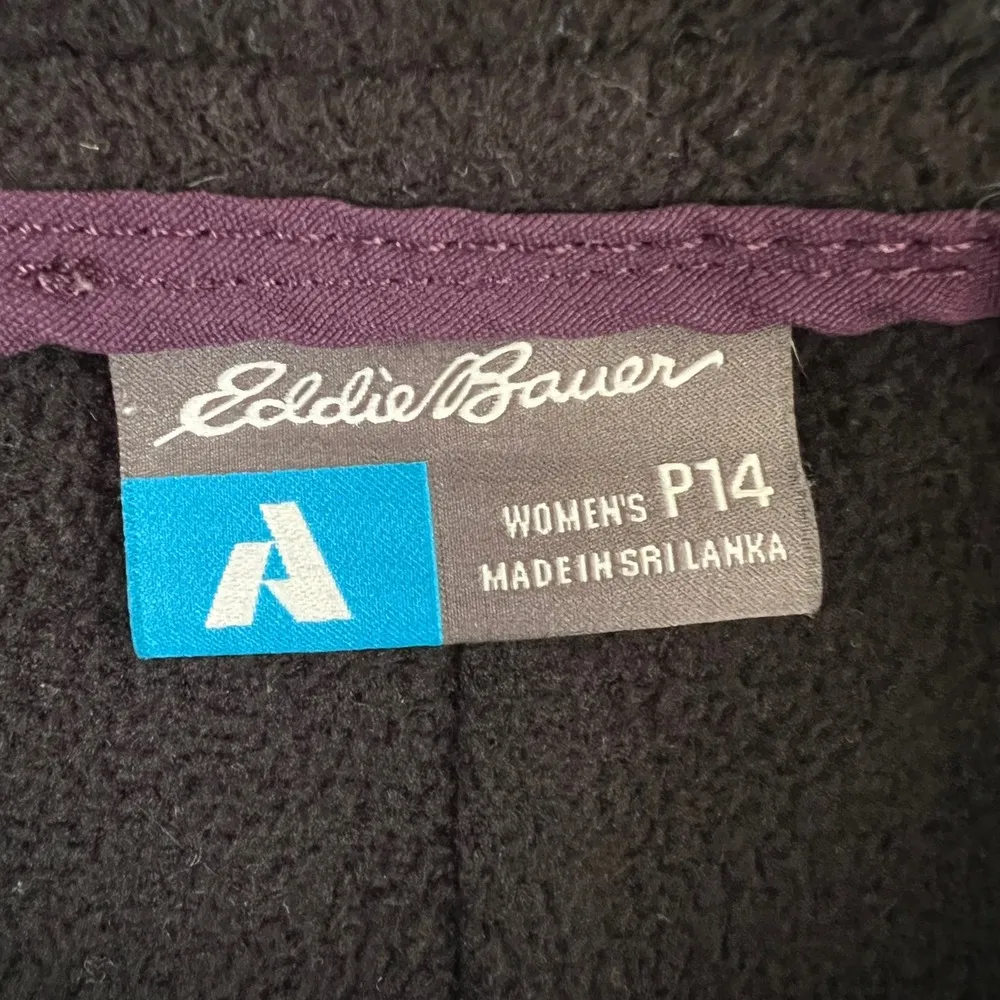 Eddie Bauer
A
WOMEN'S P14
MADE IN SRI LANKA